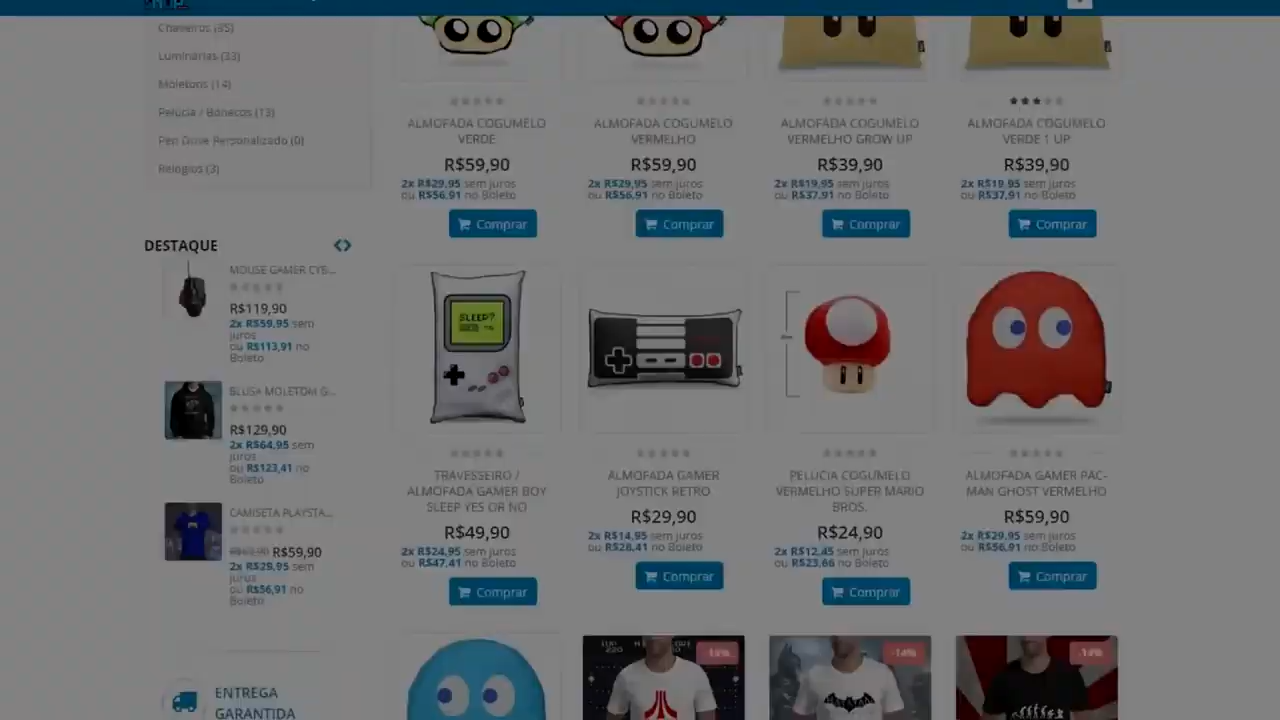 Chaveiros (35)
Luminárias (33)
Moletons (14)
Pelúcia / Bonecos (13)
Pen Drive Personalizado (0)
Relogios (3)
ALMOFADA COGUMELO
VERDE
R$59,90
2x R$29,95 sem juros
ou R$56,91 no Boleto
Comprar
ALMOFADA COGUMELO
VERMELHO
R$59,90
2x R$29,95 sem juros
ou R$56,91 no Boleto
Comprar
ALMOFADA COGUMELO
VERMELHO GROW UP
R$39,90
2x R$19,95 sem juros
ou R$37,91 no Boleto
Comprar
ALMOFADA COGUMELO
VERDE 1 UP
R$39,90
2x R$19,95 sem juros
ou R$37,91 no Boleto
Comprar
DESTAQUE
MOUSE GAMER CYB...
R$119,90
2x R$59,95 sem
juros
ou R$113,91 no
Boleto
BLUSA MOLETOM G...
R$129,90
2x R$64,95 sem
juros
ou R$123,41 no
Boleto
CAMISETA PLAYSTA...
R$59,90
2x R$29,95 sem
juros
ou R$56,91 no
Boleto
ENTREGA
GARANTIDA
SLEEP?
TRAVESSEIRO /
ALMOFADA GAMER BOY
SLEEP YES OR NO
R$49,90
2x R$24,95 sem juros
ou R$47,41 no Boleto
Comprar
ALMOFADA GAMER
JOYSTICK RETRO
R$29,90
2x R$14,95 sem juros
ou R$28,41 no Boleto
Comprar
PELUCIA COGUMELO
VERMELHO SUPER MARIO
BROS.
R$24,90
2x R$12,45 sem juros
ou R$23,66 no Boleto
Comprar
ALMOFADA GAMER PAC-
MAN GHOST VERMELHO
R$59,90
2x R$29,95 sem juros
ou R$56,91 no Boleto
Comprar
-14%
-14%